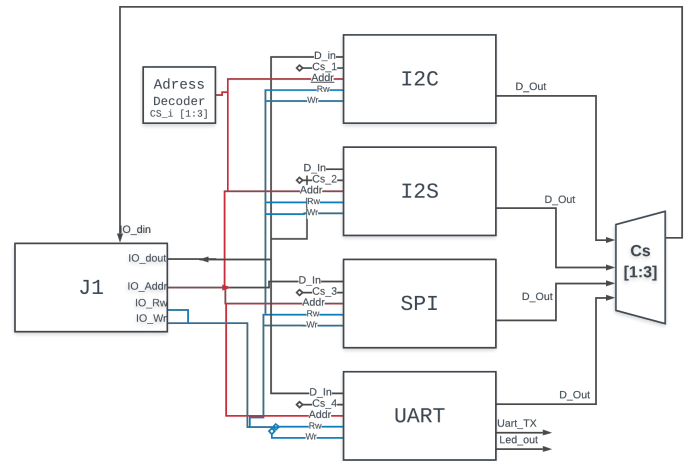 D_in
Cs_1
Addr
Rw
Wr
I2C
D_Out
Adress
Decoder
CS_i [1:3]
D_In
Cs_2
Addr
Rw
Wr
I2S
D_Out
IO_din
Cs
[1:3]
J1
IO_dout
IO_Addr
IO_Rw
IO_Wr
D_In
Cs_3
Addr
Rw
Wr
SPI
D_Out
D_In
Cs_4
Addr
Rw
Wr
UART
D_Out
Uart_TX
Led_out